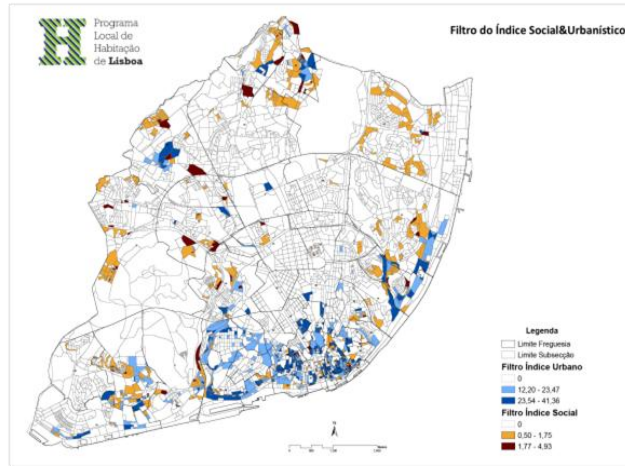 Programa
Local de
Habitação
de Lisboa
Filtro do Índice Social&Urbanístico
Legenda
Limite Freguesia
Limite Subsecção
Filtro Índice Urbano
0
12,20 - 23,47
23,54 - 41,36
Filtro Índice Social
0
0,50 - 1,75
1,77 - 4,93